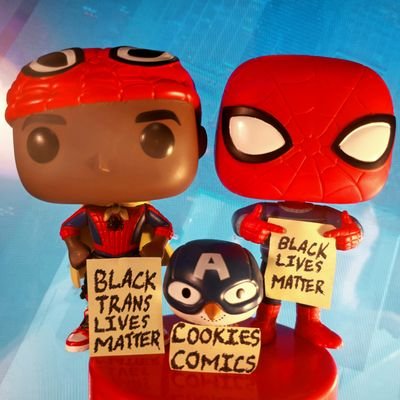 BLACK
TRANS
LIVES
MATTER
A
COOKIES
COMICS
BLACK
LIVES
MATTER